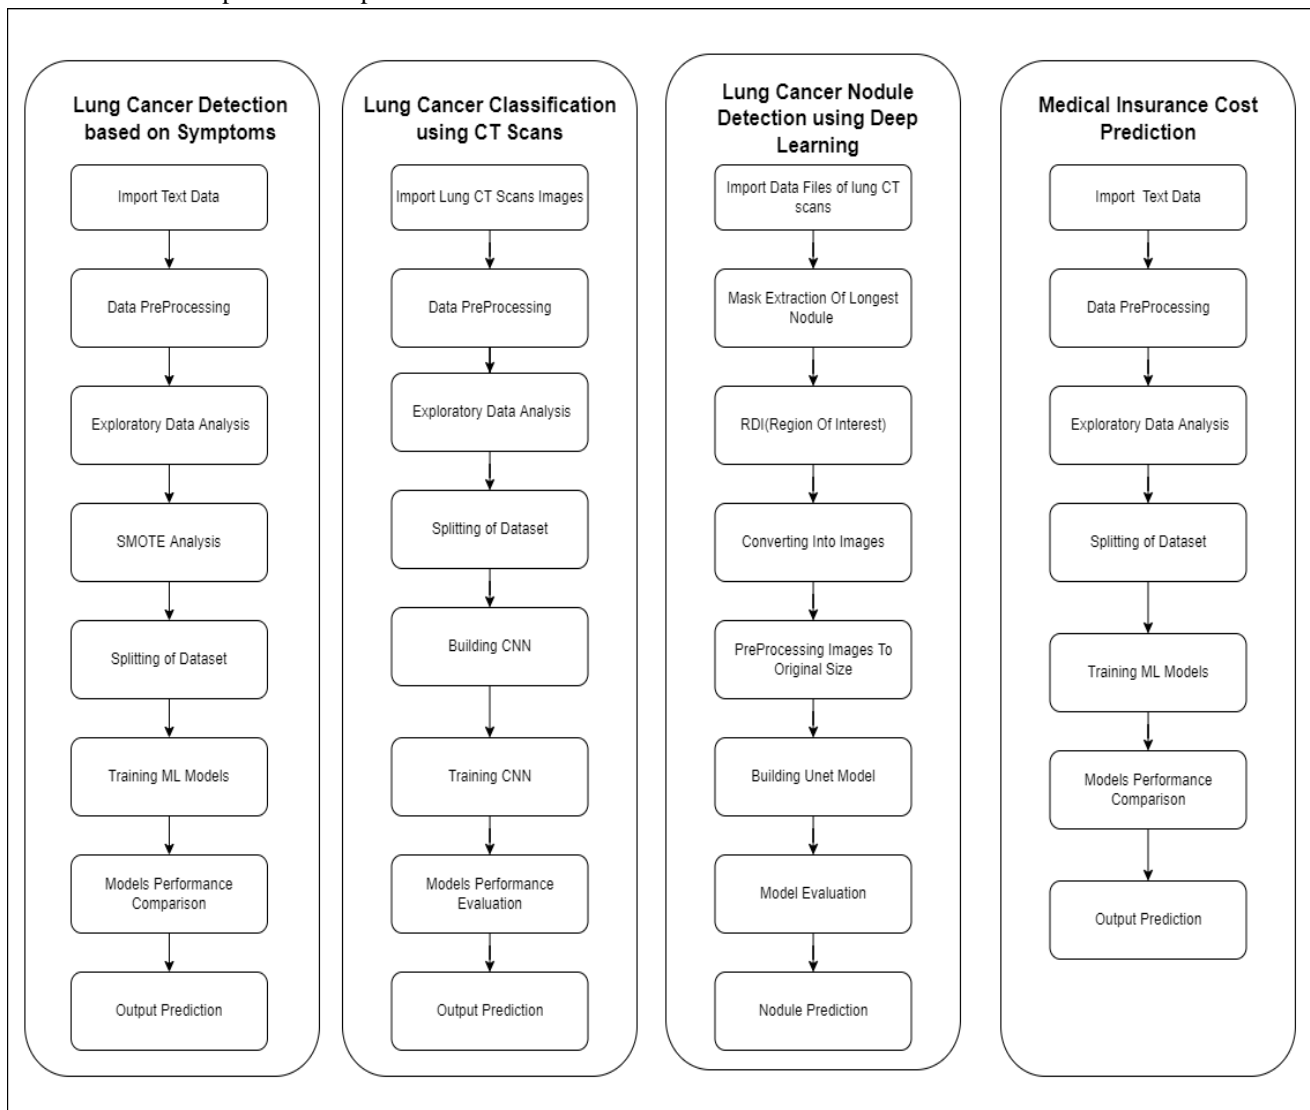 Lung Cancer Detection
based on Symptoms
Import Text Data
Data PreProcessing
Exploratory Data Analysis
SMOTE Analysis
Splitting of Dataset
Training ML Models
Models Performance
Comparison
Output Prediction
Lung Cancer Classification
using CT Scans
Import Lung CT Scans Images
Data PreProcessing
Exploratory Data Analysis
Splitting of Dataset
Building CNN
Training CNN
Models Performance
Evaluation
Output Prediction
Lung Cancer Nodule
Detection using Deep
Learning
Import Data Files of lung CT
scans
Mask Extraction Of Longest
Nodule
RDI(Region Of Interest)
Converting Into Images
PreProcessing Images To
Original Size
Building Unet Model
Model Evaluation
Nodule Prediction
Medical Insurance Cost
Prediction
Import Text Data
Data PreProcessing
Exploratory Data Analysis
Splitting of Dataset
Training ML Models
Models Performance
Comparison
Output Prediction